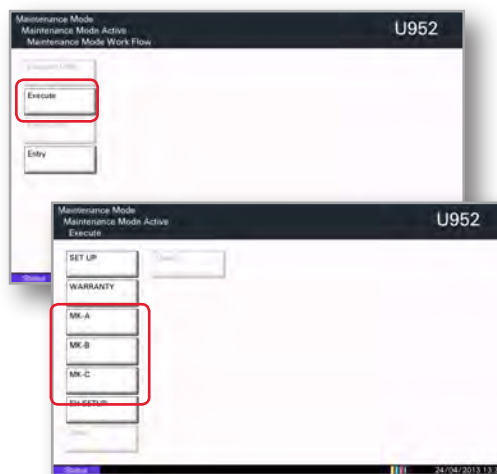 Maintenance Mode
Maintenance Mode Active
Maintenance Mode Work Flow
U952
Execute
Entry
Status
Maintenance Mode
Maintenance Mode Active
Execute
U952
SET UP
WARRANTY
MK-A
MK-B
MK-C
Status
24/04/2013 13: